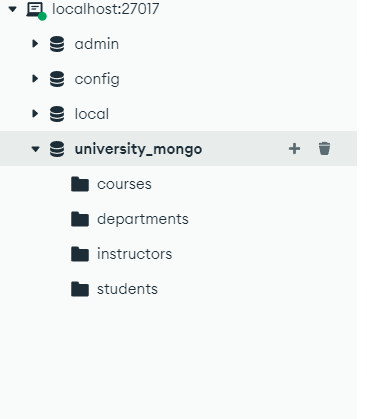 localhost:27017
admin
config
local
university_mongo
courses
departments
instructors
students